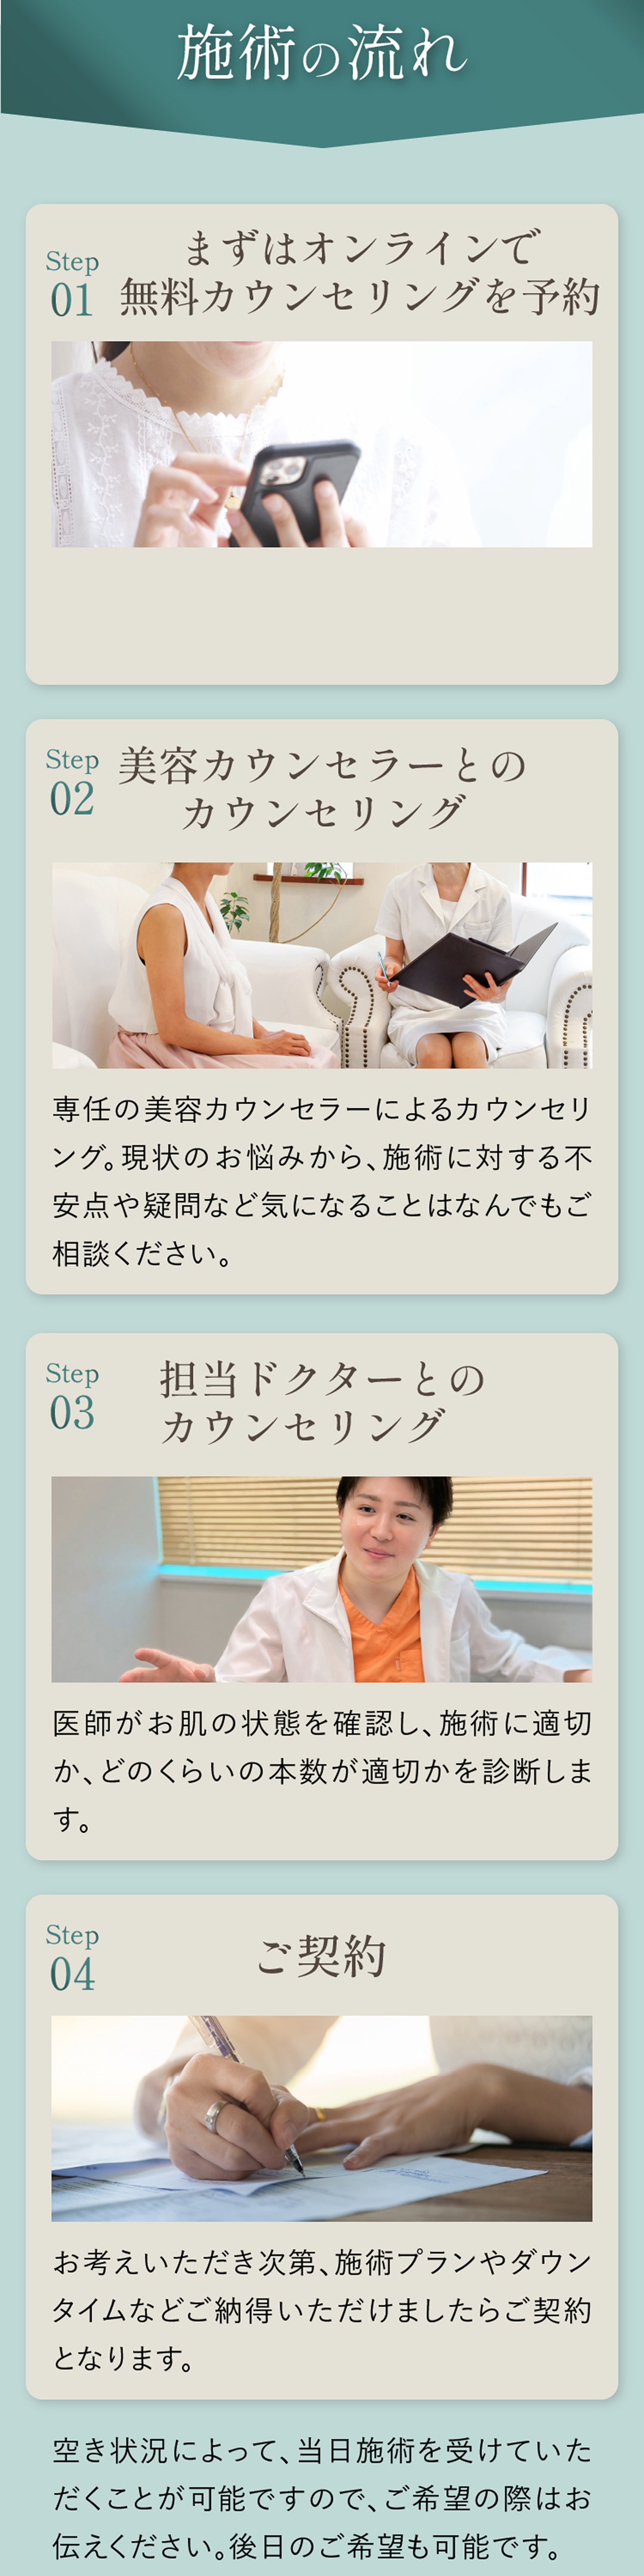 施術の流れ
Step
01
まずはオンラインで
無料カウンセリングを予約
Step
02
美容カウンセラーとの
カウンセリング
専任の美容カウンセラーによるカウンセリ
ング。現状のお悩みから、施術に対する不
安点や疑問など気になることはなんでもご
相談ください。
Step
03
担当ドクターとの
カウンセリング
医師がお肌の状態を確認し、施術に適切
か、どのくらいの本数が適切かを診断しま
す。
Step
04
ご契約
お考えいただき次第、施術プランやダウン
タイムなどご納得いただけましたらご契約
となります。
空き状況によって、当日施術を受けていた
だくことが可能ですので、ご希望の際はお
伝えください。後日のご希望も可能です。